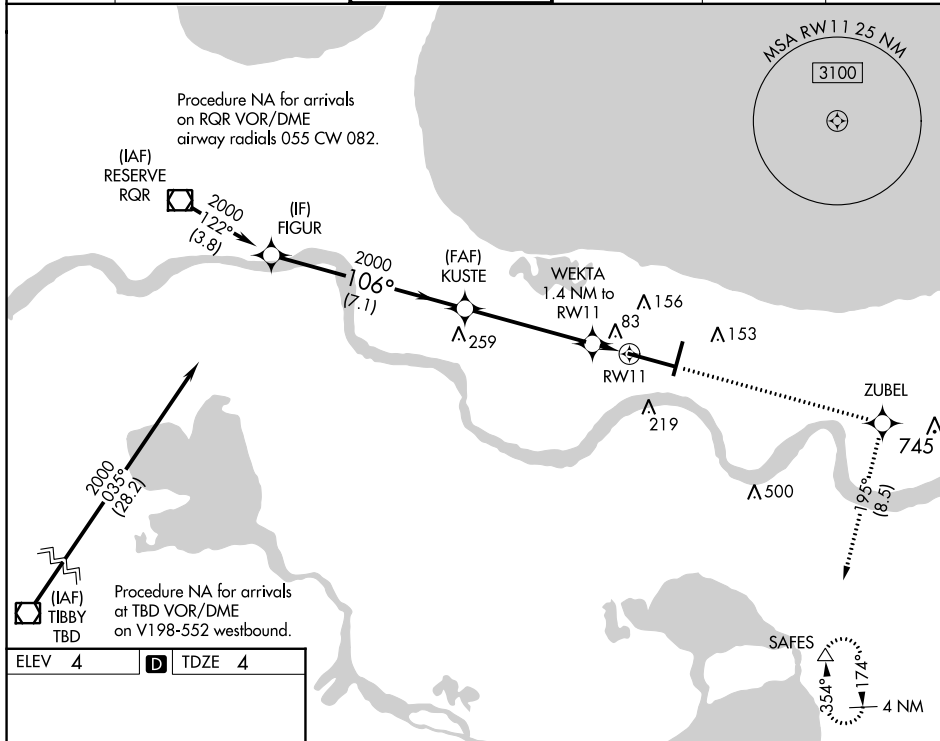 MSA RW11 25 NM
3100
Procedure NA for arrivals
on RQR VOR/DME
airway radials 055 CW 082.
(IAF)
RESERVE
RQR
2000
122°
(3.8)
(IF)
FIGUR
2000
106°
(7.1)
(FAF)
KUSTE
259
WEKTA
1.4 NM to
RW11
83
156
153
RW11
219
ZUBEL
745
500
195°
(8.5)
2000
035°
(28.2)
(IAF)
TIBBY
TBD
Procedure NA for arrivals
at TBD VOR/DME
on V198-552 westbound.
SAFES
354°
174°
4 NM
ELEV 4 D TDZE 4